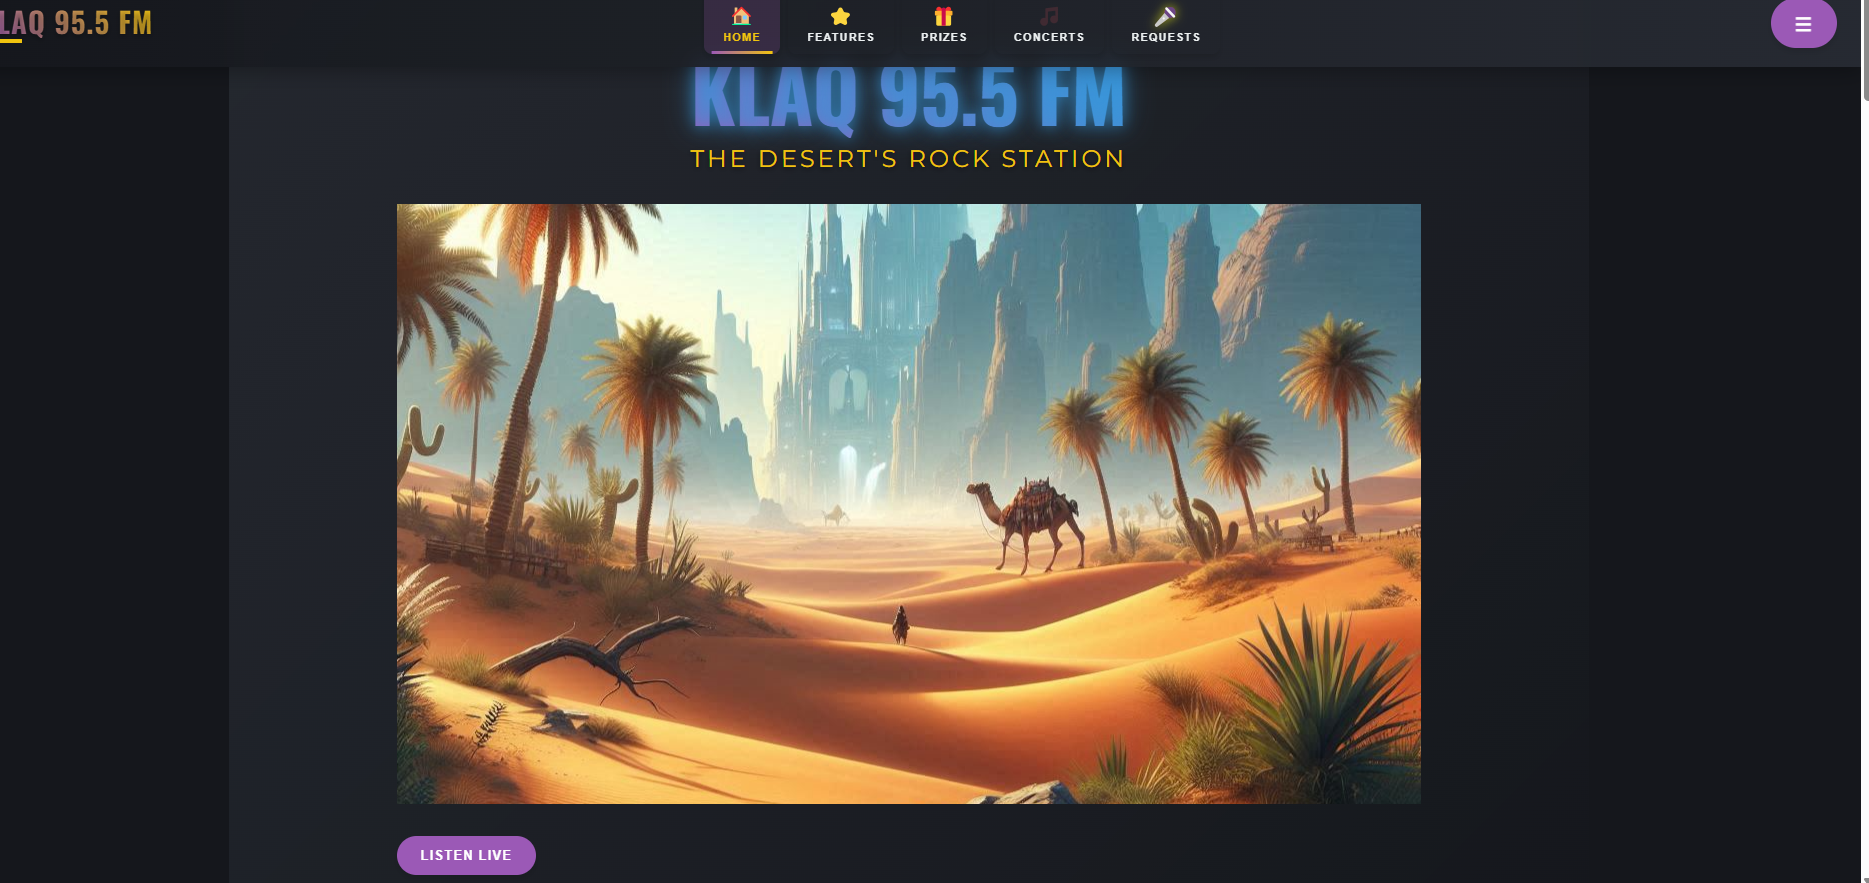 LAQ 95.5 FM
HOME
FEATURES
PRIZES
CONCERTS
REQUESTS
KLAQ 95.5 FM
THE DESERT'S ROCK STATION
LISTEN LIVE